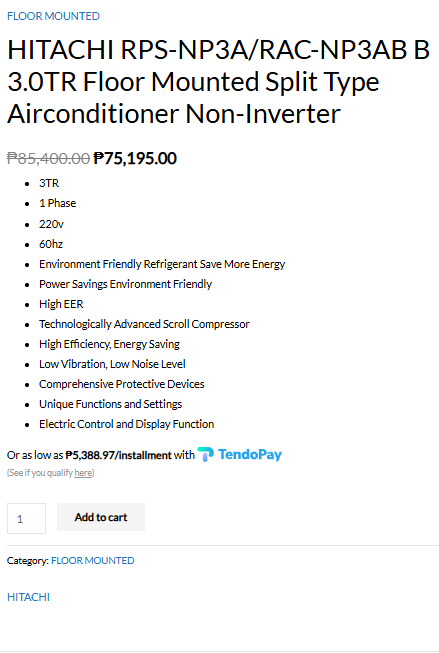 FLOOR MOUNTED
HITACHI RPS-NP3A/RAC-NP3AB B
3.0TR Floor Mounted Split Type
Airconditioner Non-Inverter
₱85,400.00 ₱75,195.00
3TR
1 Phase
220v
60hz
Environment Friendly Refrigerant Save More Energy
Power Savings Environment Friendly
High EER
Technologically Advanced Scroll Compressor
High Efficiency, Energy Saving
Low Vibration, Low Noise Level
Comprehensive Protective Devices
Unique Functions and Settings
Electric Control and Display Function
Or as low as ₱5,388.97/installment with TendoPay
(See if you qualify here)
1 Add to cart
Category: FLOOR MOUNTED
HITACHI